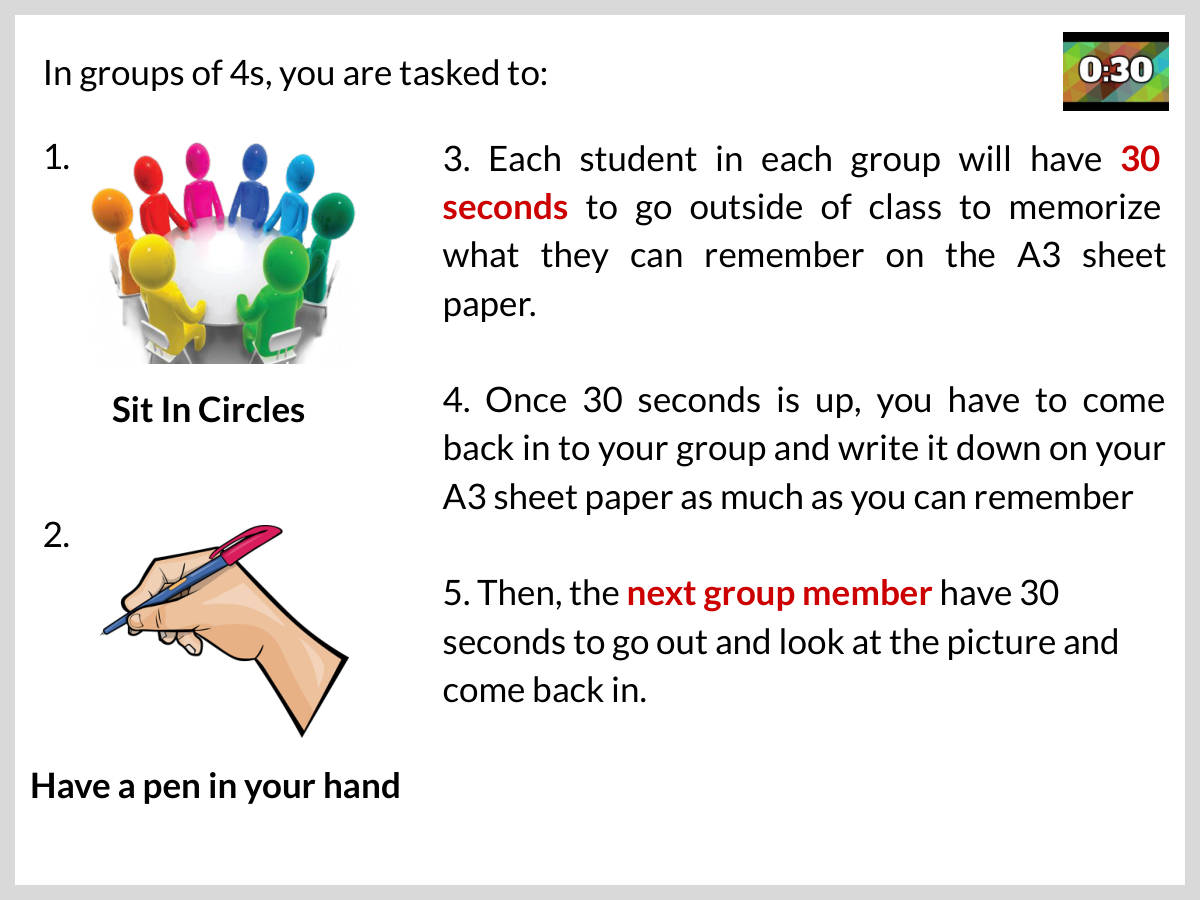 In groups of 4s, you are tasked to:
0:30
1.
Sit In Circles
2.
Have a pen in your hand
3. Each student in each group will have 30
seconds to go outside of class to memorize
what they can remember on the A3 sheet
paper.
4. Once 30 seconds is up, you have to come
back in to your group and write it down on your
A3 sheet paper as much as you can remember
5. Then, the next group member have 30
seconds to go out and look at the picture and
come back in.